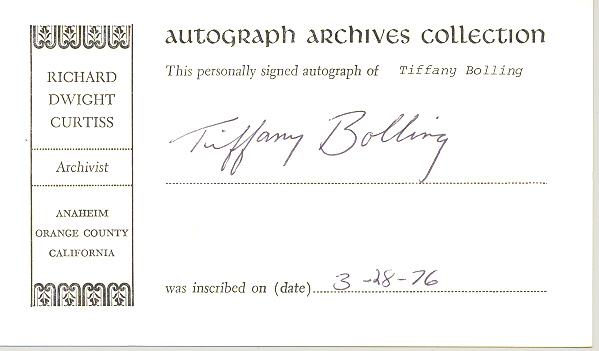 RICHARD
DWIGHT
CURTISS
Archivist
ANAHEIM
ORANGE COUNTY
CALIFORNIA
AUTOGRAPH ARCHIVES COLLECTION
This personally signed autograph of Tiffany Bolling
Tiffany Bolling
was inscribed on (date) 3-28-76